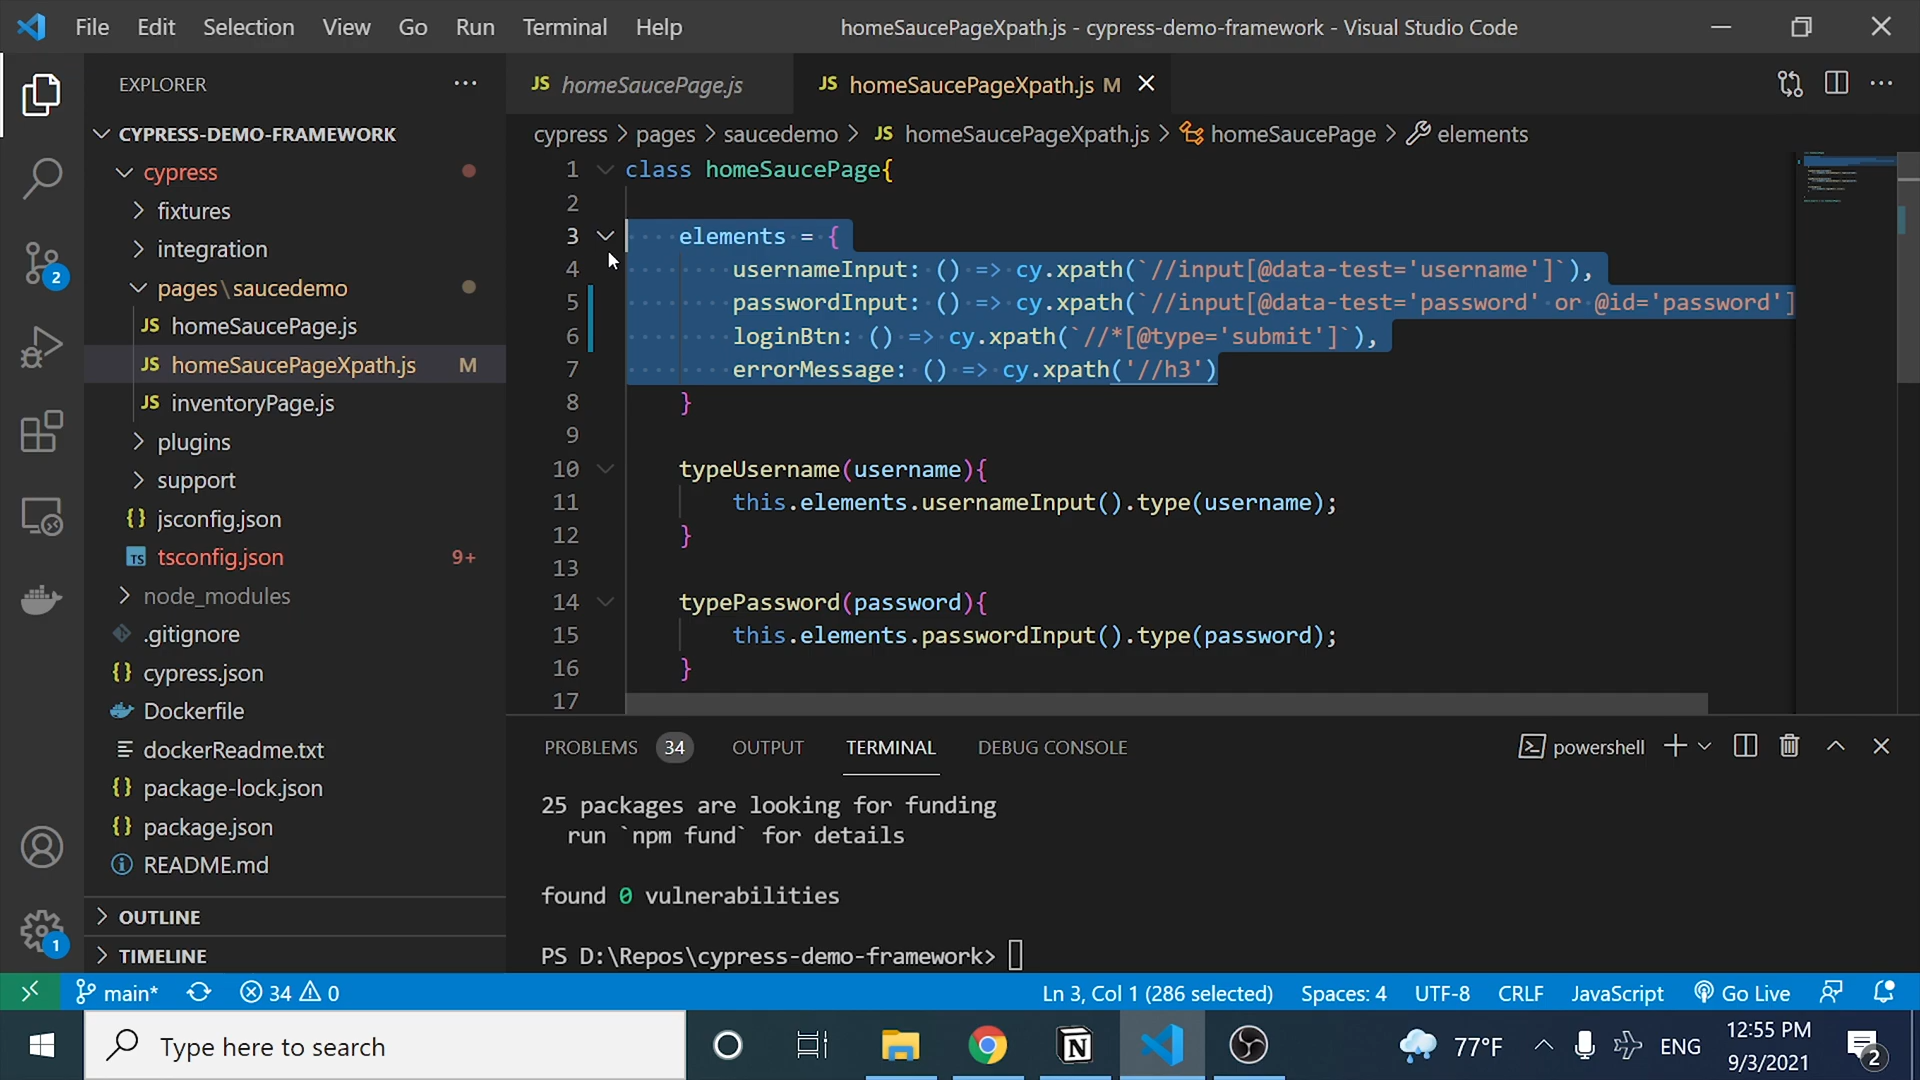 File Edit Selection View Go Run Terminal Help
homeSaucePageXpath.js - cypress-demo-framework - Visual Studio Code
EXPLORER
CYPRESS-DEMO-FRAMEWORK
cypress
fixtures
integration
pages\saucedemo
JS homeSaucePage.js
JS homeSaucePageXpath.js M
JS inventoryPage.js
plugins
support
{} jsconfig.json
TS tsconfig.json 9+
node_modules
.gitignore
{} cypress.json
Dockerfile
dockerReadme.txt
{} package-lock.json
{} package.json
README.md
OUTLINE
TIMELINE
2
1
JS homeSaucePage.js
JS homeSaucePageXpath.js M
cypress > pages > saucedemo > JS homeSaucePageXpath.js > homeSaucePage > elements
1 class homeSaucePage{
2
3 elements = {
4 usernameInput: () => cy.xpath(`//input[@data-test='username']`),
5 passwordInput: () => cy.xpath(`//input[@data-test='password' or @id='password']
6 loginBtn: () => cy.xpath(`//*[@type='submit']`),
7 errorMessage: () => cy.xpath('//h3')
8 }
9
10 typeUsername(username){
11 this.elements.usernameInput().type(username);
12 }
13
14 typePassword(password){
15 this.elements.passwordInput().type(password);
16 }
17
PROBLEMS 34 OUTPUT TERMINAL DEBUG CONSOLE
powershell
25 packages are looking for funding
run `npm fund` for details
found 0 vulnerabilities
PS D:\Repos\cypress-demo-framework>
main* 34 0
Ln 3, Col 1 (286 selected) Spaces: 4 UTF-8 CRLF JavaScript Go Live
Type here to search
77°F ENG
12:55 PM
9/3/2021
2